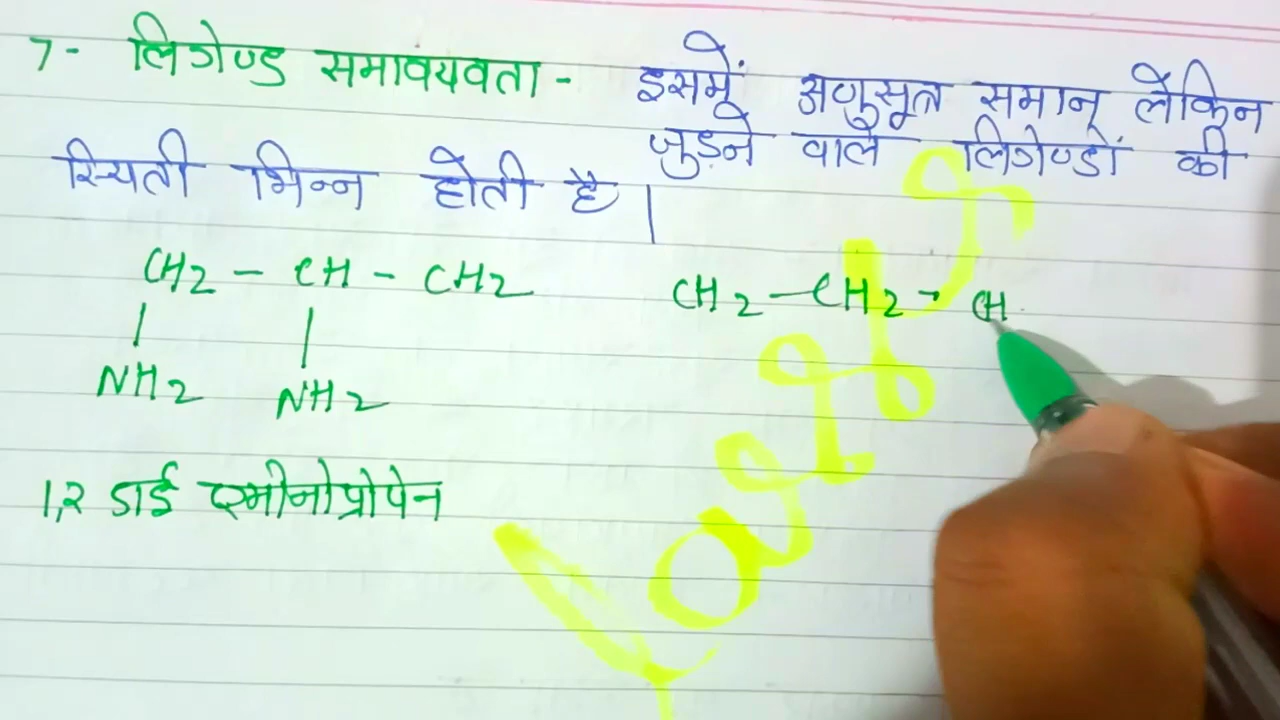 7- लिगेण्ड समावयवता - इसमें अणुसूत्र समान लेकिन
जुड़ने वाले लिगेण्डों की
स्थिती भिन्न होती है |
CH2 - CH - CH2
| |
NH2 NH2
CH2 - CH2 - CH
1,2 डाई एमीनोप्रोपेन